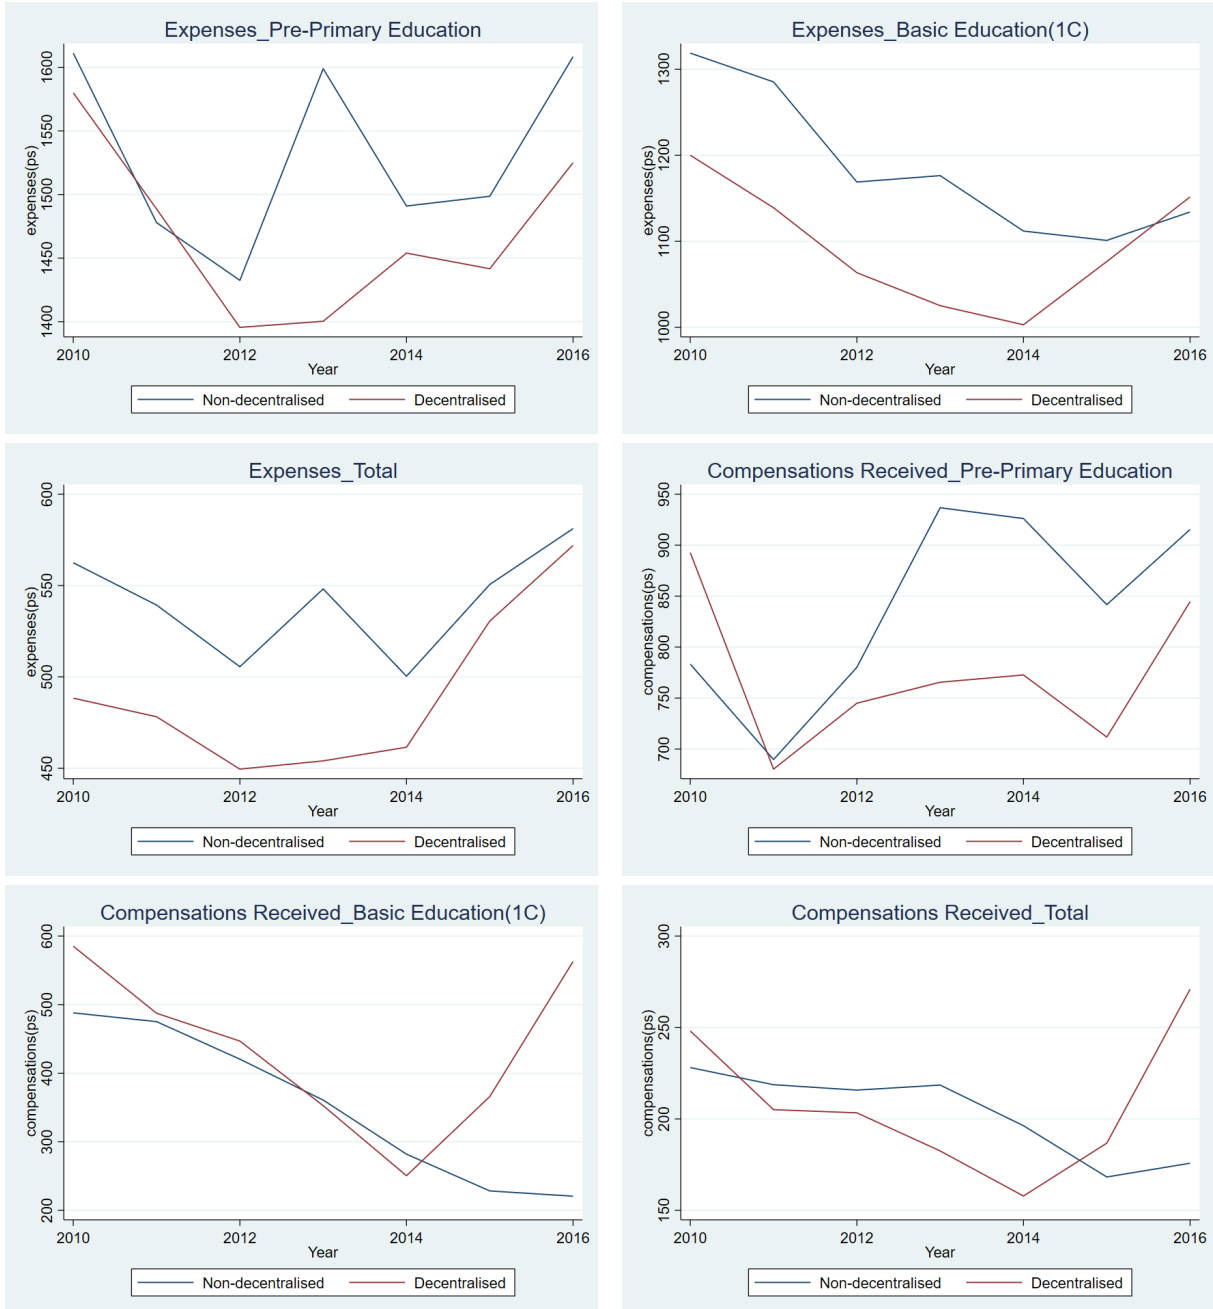 Expenses_Pre-Primary Education
expenses(ps)
1600
1550
1500
1450
1400
2010 2012 2014 2016
Year
Non-decentralised Decentralised
Expenses_Basic Education(1C)
expenses(ps)
1300
1200
1100
1000
2010 2012 2014 2016
Year
Non-decentralised Decentralised
Expenses_Total
expenses(ps)
600
550
500
450
2010 2012 2014 2016
Year
Non-decentralised Decentralised
Compensations Received_Pre-Primary Education
compensations(ps)
950
900
850
800
750
700
2010 2012 2014 2016
Year
Non-decentralised Decentralised
Compensations Received_Basic Education(1C)
compensations(ps)
600
500
400
300
200
2010 2012 2014 2016
Year
Non-decentralised Decentralised
Compensations Received_Total
compensations(ps)
300
250
200
150
2010 2012 2014 2016
Year
Non-decentralised Decentralised